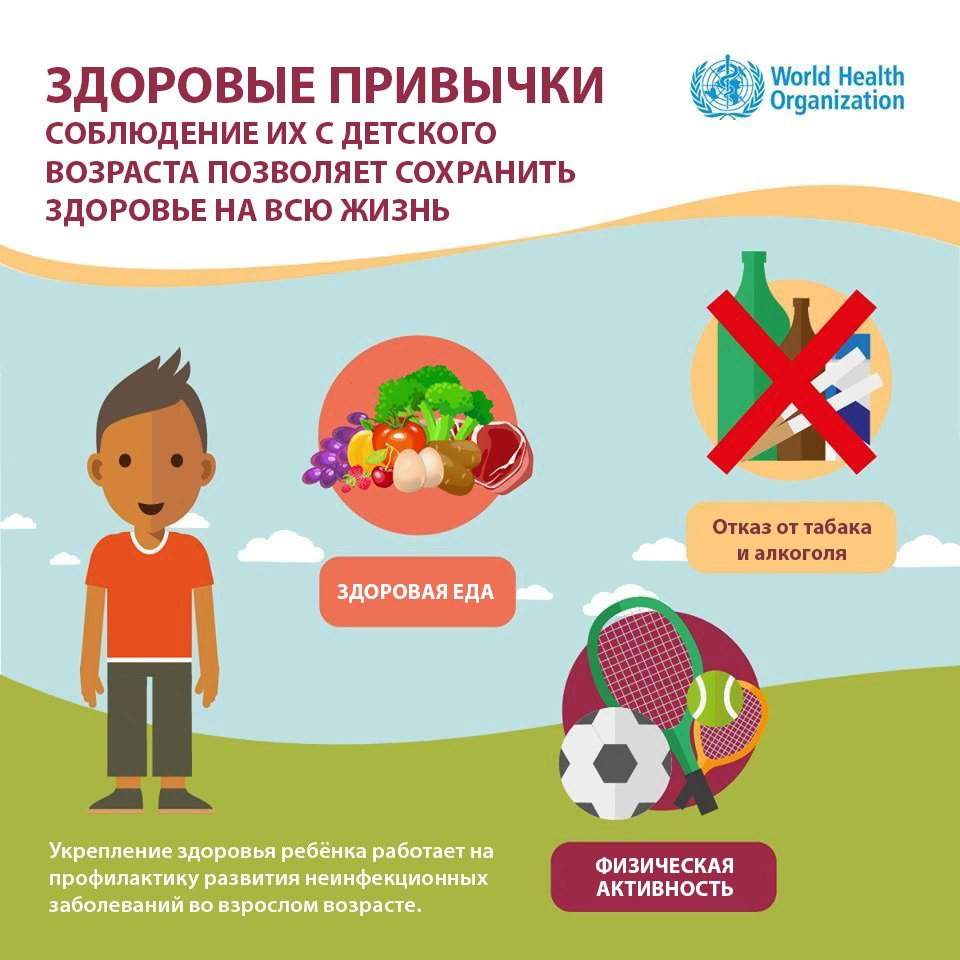 ЗДОРОВЫЕ ПРИВЫЧКИ
СОБЛЮДЕНИЕ ИХ С ДЕТСКОГО
ВОЗРАСТА ПОЗВОЛЯЕТ СОХРАНИТЬ
ЗДОРОВЬЕ НА ВСЮ ЖИЗНЬ
World Health
Organization
Отказ от табака
и алкоголя
ЗДОРОВАЯ ЕДА
ФИЗИЧЕСКАЯ
АКТИВНОСТЬ
Укрепление здоровья ребёнка работает на
профилактику развития неинфекционных
заболеваний во взрослом возрасте.